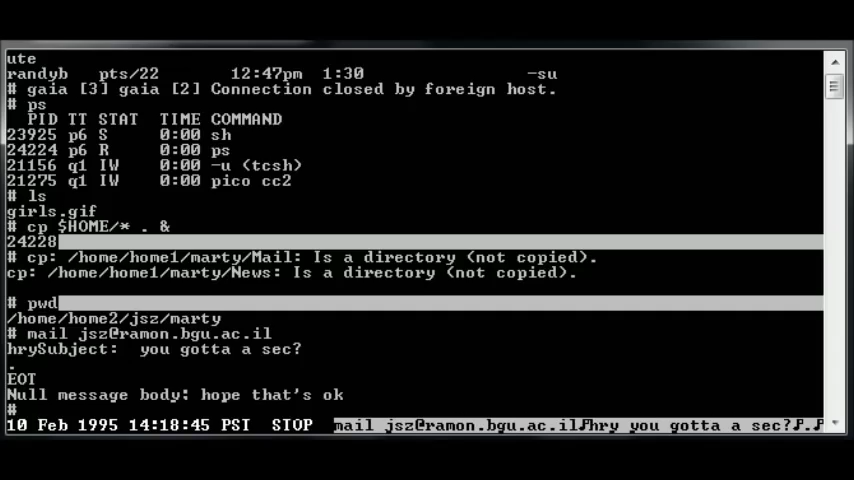 ute
randyb   pts/22       12:47pm  1:30                      -su
# gaia [3] gaia [2] Connection closed by foreign host.
# ps
  PID TT STAT  TIME COMMAND
23925 p6 S     0:00 sh
24224 p6 R     0:00 ps
21156 q1 IW    0:00 -u (tcsh)
21275 q1 IW    0:00 pico cc2
# ls
girls.gif
# cp $HOME/* . &
24228
# cp: /home/home1/marty/Mail: Is a directory (not copied).
cp: /home/home1/marty/News: Is a directory (not copied).
# pwd
/home/home2/jsz/marty
# mail jsz@ramon.bgu.ac.il
hrySubject:  you gotta a sec?
.
EOT
Null message body; hope that's ok
#
10 Feb 1995 14:18:45 PSI  STOP  mail jsz@ramon.bgu.ac.il♪hry you gotta a sec?♪.♪